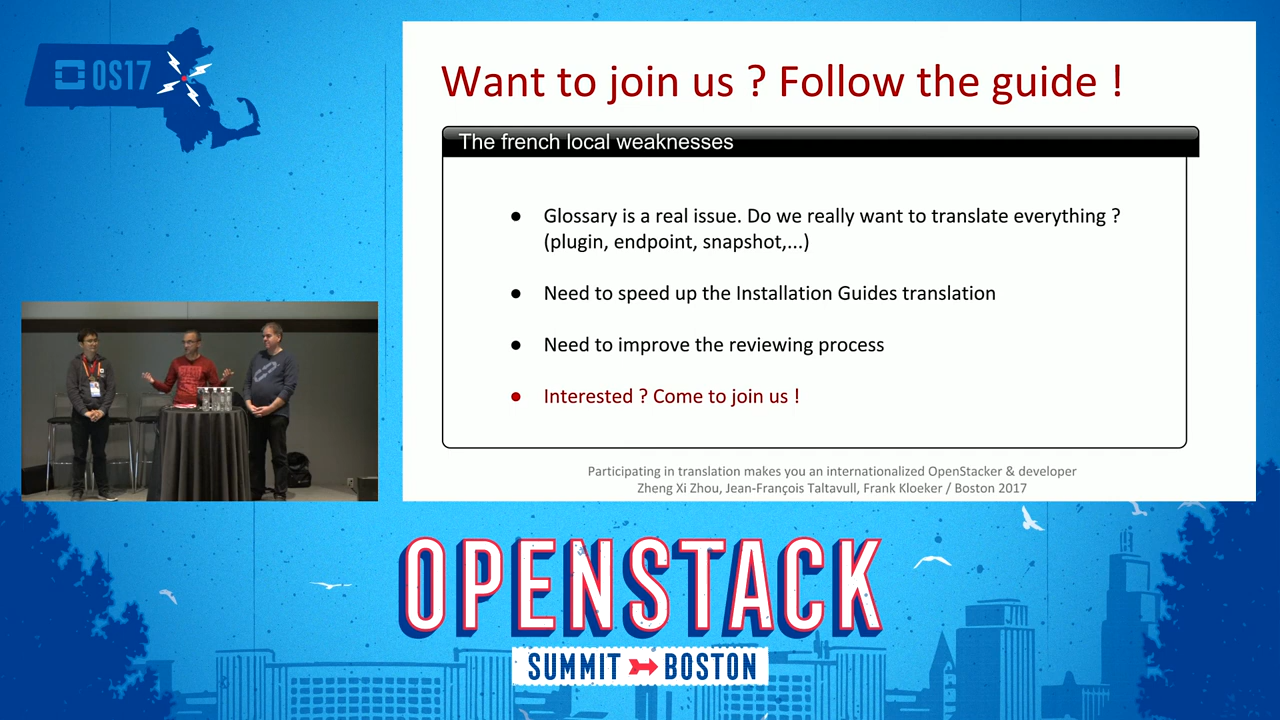 OS17
Want to join us ? Follow the guide !
The french local weaknesses
● Glossary is a real issue. Do we really want to translate everything ?
(plugin, endpoint, snapshot,...)
● Need to speed up the Installation Guides translation
● Need to improve the reviewing process
● Interested ? Come to join us !
Participating in translation makes you an internationalized OpenStacker & developer
Zheng Xi Zhou, Jean-François Taltavull, Frank Kloeker / Boston 2017
OPENSTACK
SUMMIT BOSTON